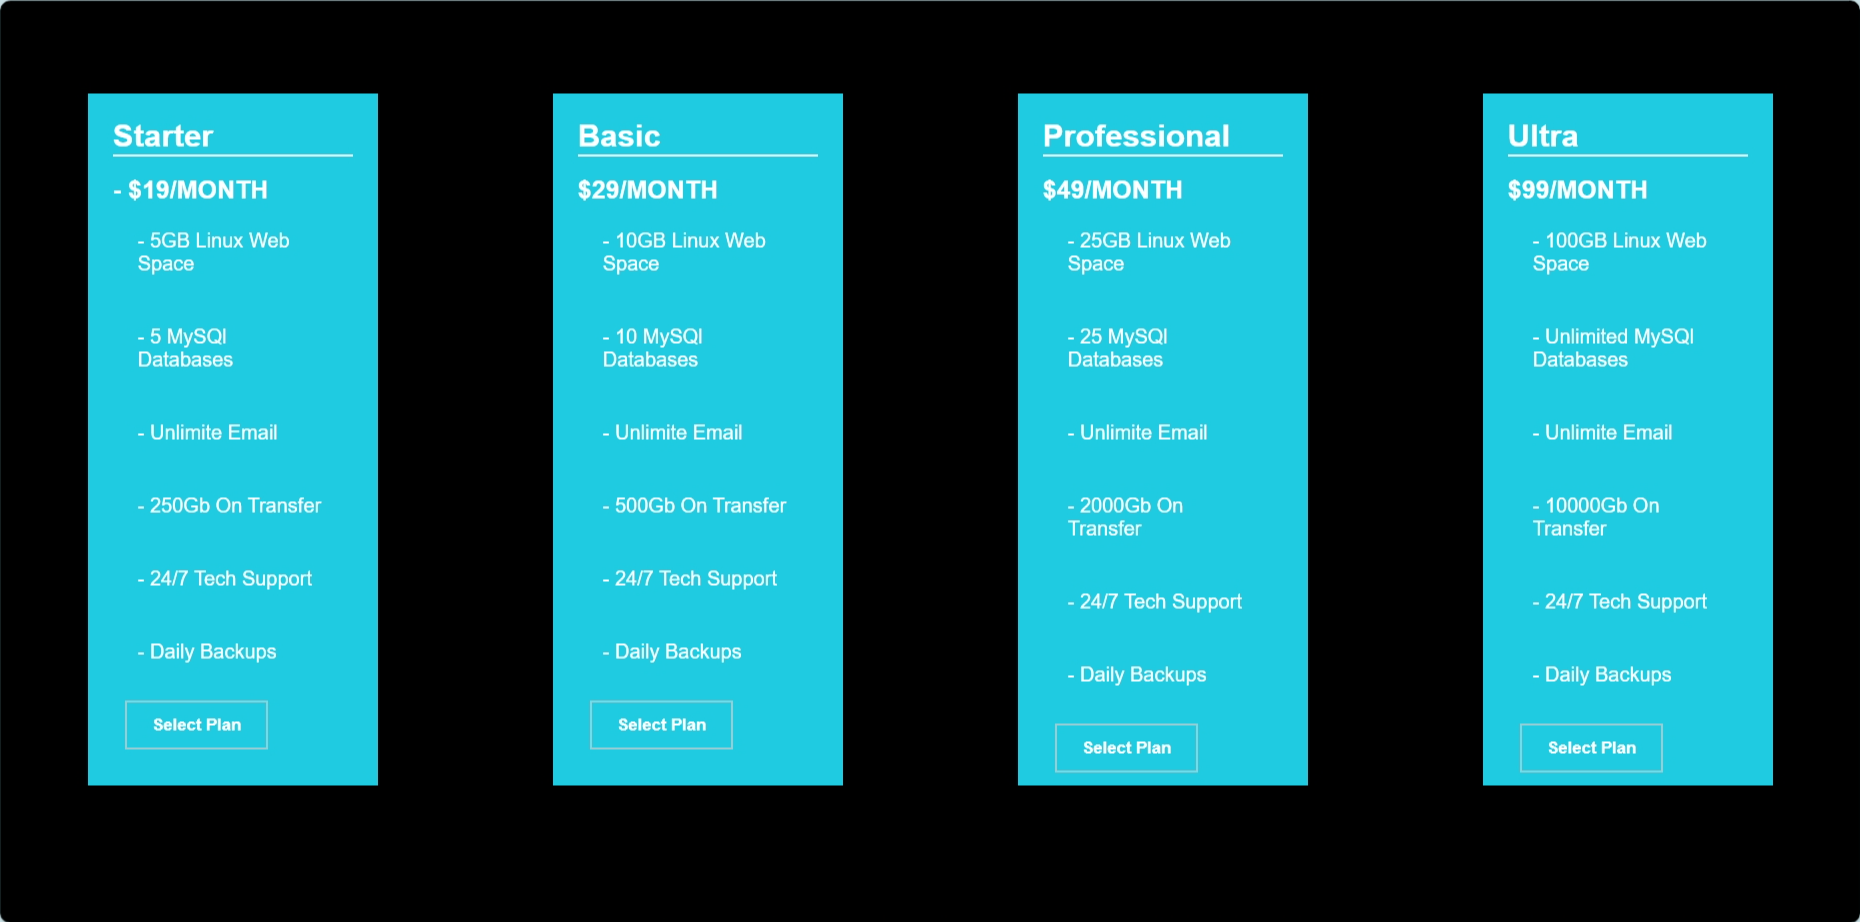 Starter
- $19/MONTH
- 5GB Linux Web
Space
- 5 MySQl
Databases
- Unlimite Email
- 250Gb On Transfer
- 24/7 Tech Support
- Daily Backups
Select Plan
Basic
$29/MONTH
- 10GB Linux Web
Space
- 10 MySQl
Databases
- Unlimite Email
- 500Gb On Transfer
- 24/7 Tech Support
- Daily Backups
Select Plan
Professional
$49/MONTH
- 25GB Linux Web
Space
- 25 MySQl
Databases
- Unlimite Email
- 2000Gb On
Transfer
- 24/7 Tech Support
- Daily Backups
Select Plan
Ultra
$99/MONTH
- 100GB Linux Web
Space
- Unlimited MySQl
Databases
- Unlimite Email
- 10000Gb On
Transfer
- 24/7 Tech Support
- Daily Backups
Select Plan